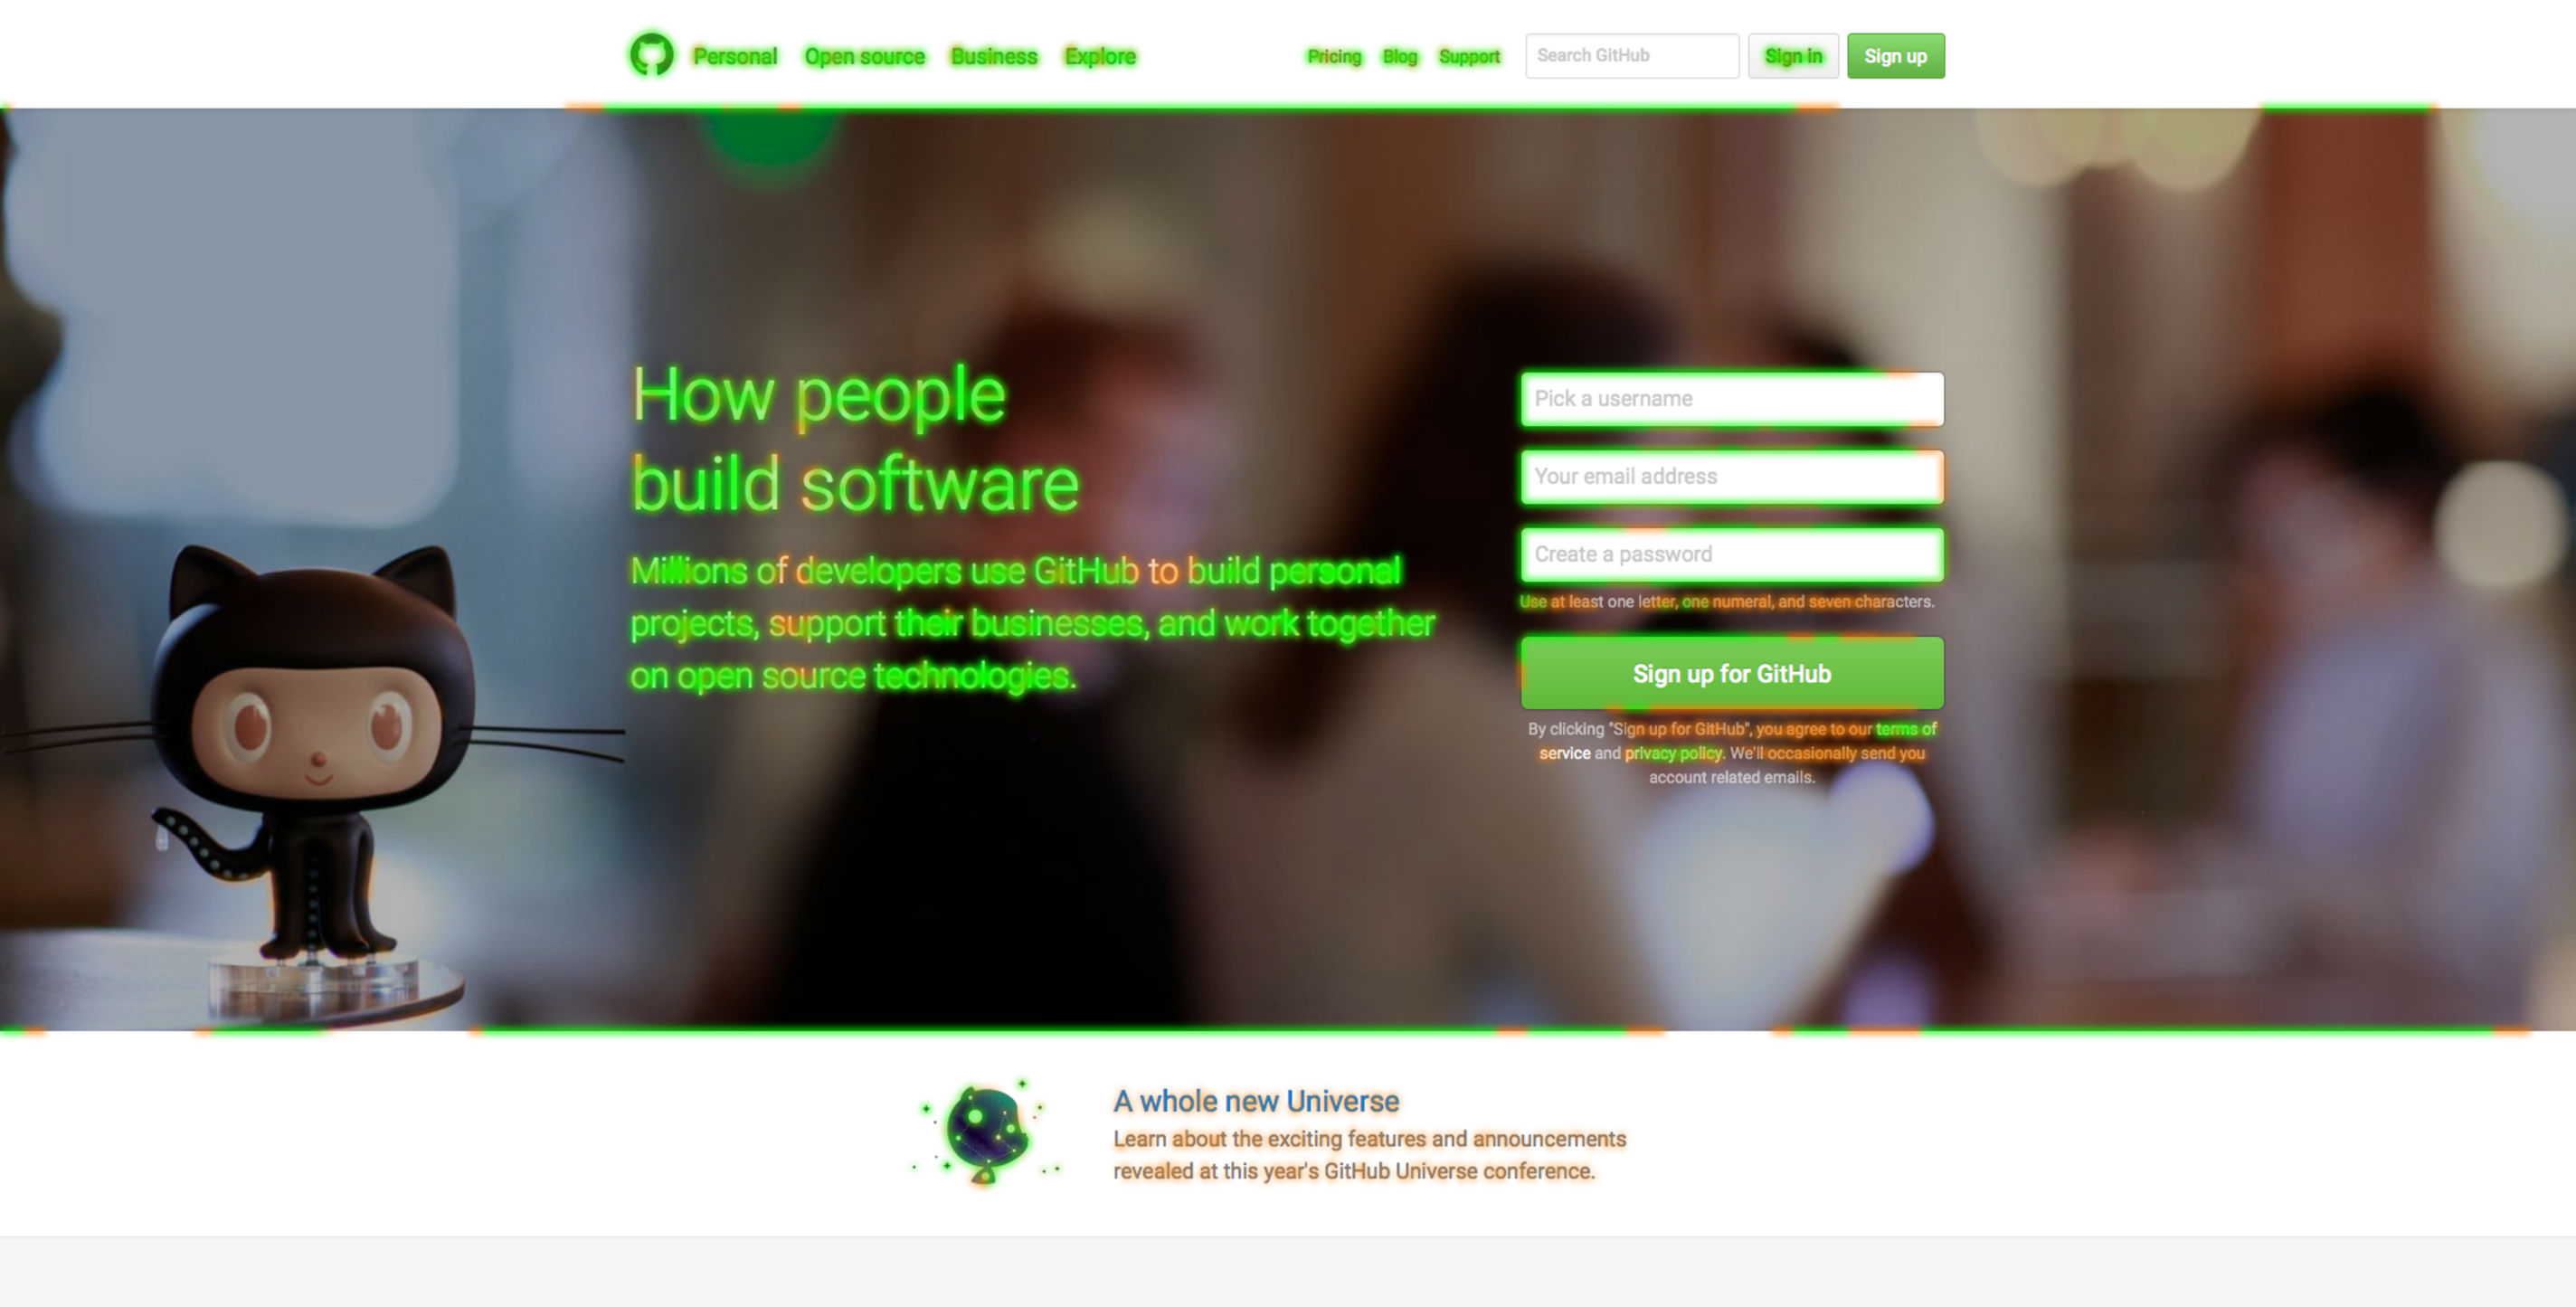 Personal Open source Business Explore Pricing Blog Support Search GitHub Sign in Sign up
How people
build software
Millions of developers use GitHub to build personal
projects, support their businesses, and work together
on open source technologies.
Pick a username
Your email address
Create a password
Use at least one letter, one numeral, and seven characters.
Sign up for GitHub
By clicking "Sign up for GitHub", you agree to our terms of
service and privacy policy. We'll occasionally send you
account related emails.
A whole new Universe
Learn about the exciting features and announcements
revealed at this year's GitHub Universe conference.